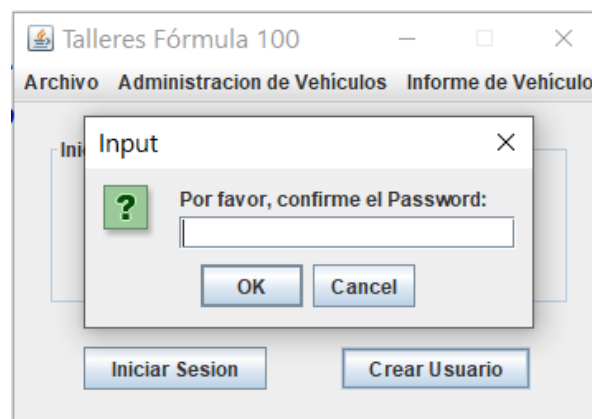 Talleres Fórmula 100
Archivo Administracion de Vehículos Informe de Vehículo
Input
Por favor, confirme el Password:
?
OK Cancel
Iniciar Sesion Crear Usuario